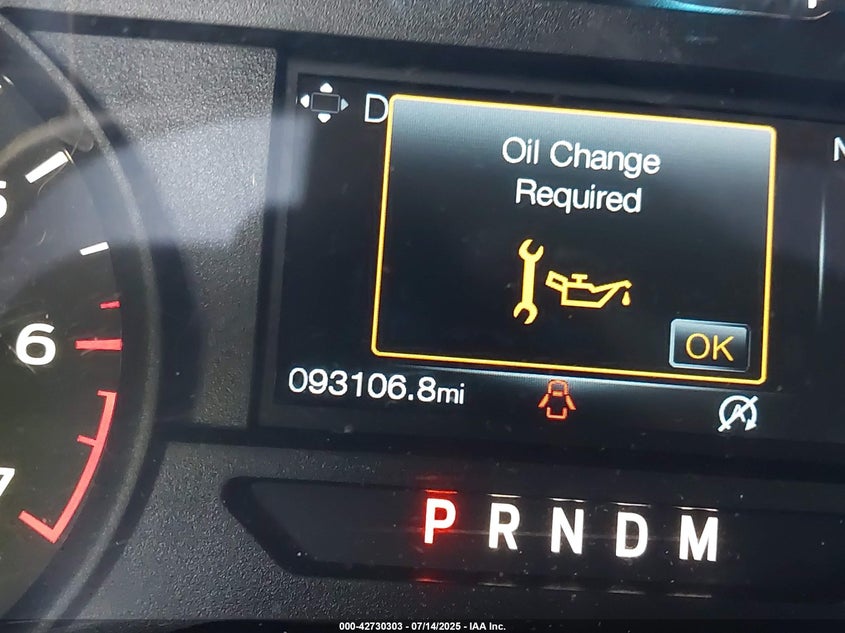 D
Oil Change
Required
OK
093106.8mi
6
P R N D M
000-42730303 - 07/14/2025 - IAA Inc.